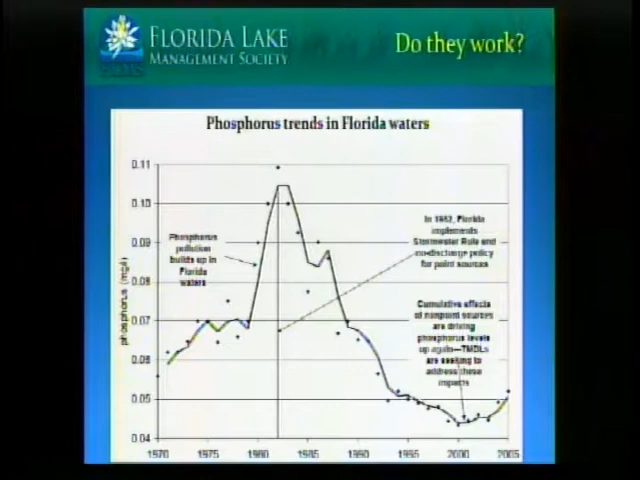 FLORIDA LAKE
MANAGEMENT SOCIETY
Do they work?
Phosphorus trends in Florida waters
0.11
0.10
0.09
0.08
0.07
0.06
0.05
0.04
phosphorus (mg/l)
Phosphorus
pollution
builds up in
Florida
waters
In 1982, Florida
implements
Stormwater Rule and
no-discharge policy
for point sources
Cumulative effects
of nonpoint sources
are driving
phosphorus levels
up again—TMDLs
are seeking to
address these
impacts
1970
1975
1980
1985
1990
1995
2000
2005